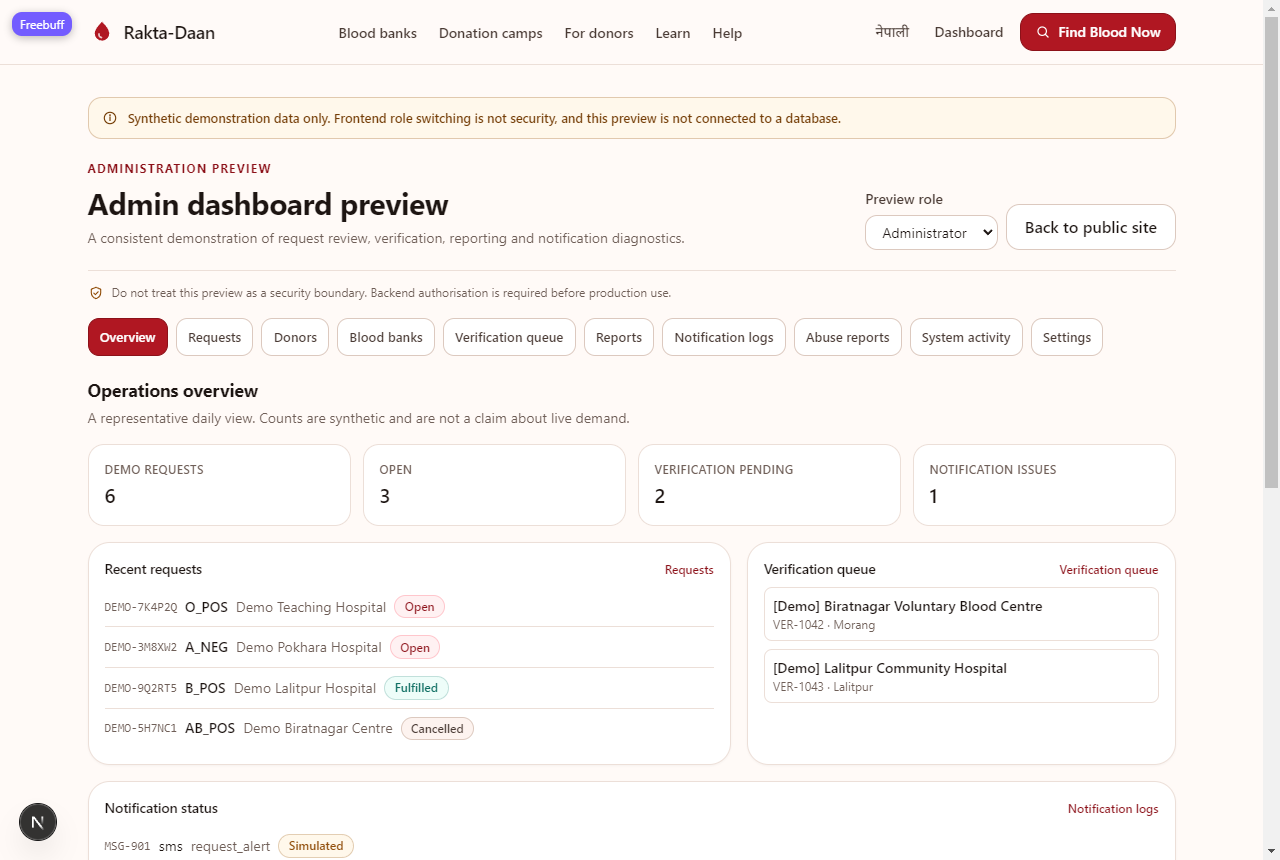 Freebuff
Rakta-Daan
Blood banks
Donation camps
For donors
Learn
Help
नेपाली
Dashboard
Find Blood Now
Synthetic demonstration data only. Frontend role switching is not security, and this preview is not connected to a database.
ADMINISTRATION PREVIEW
Admin dashboard preview
A consistent demonstration of request review, verification, reporting and notification diagnostics.
Preview role
Administrator
Back to public site
Do not treat this preview as a security boundary. Backend authorisation is required before production use.
Overview
Requests
Donors
Blood banks
Verification queue
Reports
Notification logs
Abuse reports
System activity
Settings
Operations overview
A representative daily view. Counts are synthetic and are not a claim about live demand.
DEMO REQUESTS
6
OPEN
3
VERIFICATION PENDING
2
NOTIFICATION ISSUES
1
Recent requests
Requests
DEMO-7K4P2Q O_POS Demo Teaching Hospital Open
DEMO-3M8XW2 A_NEG Demo Pokhara Hospital Open
DEMO-9Q2RT5 B_POS Demo Lalitpur Hospital Fulfilled
DEMO-5H7NC1 AB_POS Demo Biratnagar Centre Cancelled
Verification queue
Verification queue
[Demo] Biratnagar Voluntary Blood Centre
VER-1042 · Morang
[Demo] Lalitpur Community Hospital
VER-1043 · Lalitpur
Notification status
Notification logs
MSG-901 sms request_alert Simulated
N